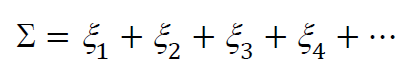 Σ = ξ₁ + ξ₂ + ξ₃ + ξ₄ + ⋯